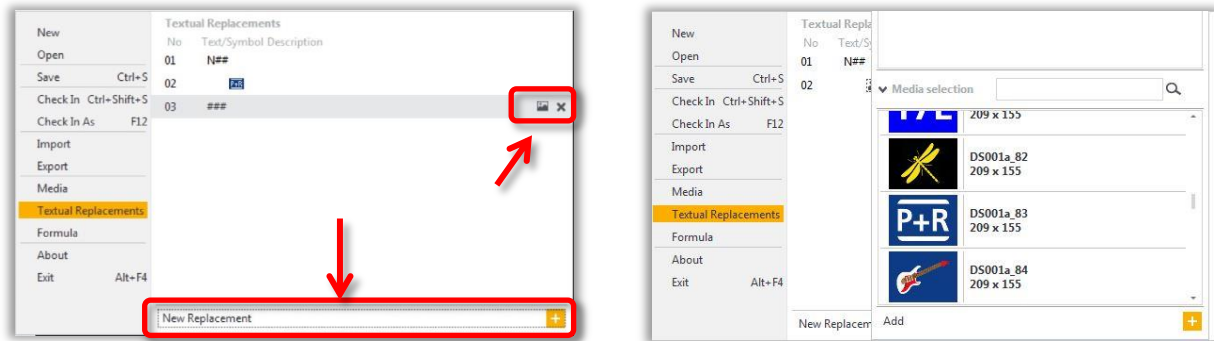 Textual Replacements
New
No Text/Symbol Description
Open
01 N##
Save Ctrl+S
02 P+R
Check In Ctrl+Shift+S
03 ###
Check In As F12
Import
Export
Media
Textual Replacements
Formula
About
Exit Alt+F4
New Replacement
New
Textual Repla
No Text/Sy
Open
01 N##
Save Ctrl+S
02
Check In Ctrl+Shift+S
Check In As F12
Import
Export
Media
Textual Replacements
Formula
About
Exit Alt+F4
New Replacem
Media selection
209 x 155
DS001a_82
209 x 155
P+R
DS001a_83
209 x 155
DS001a_84
209 x 155
Add